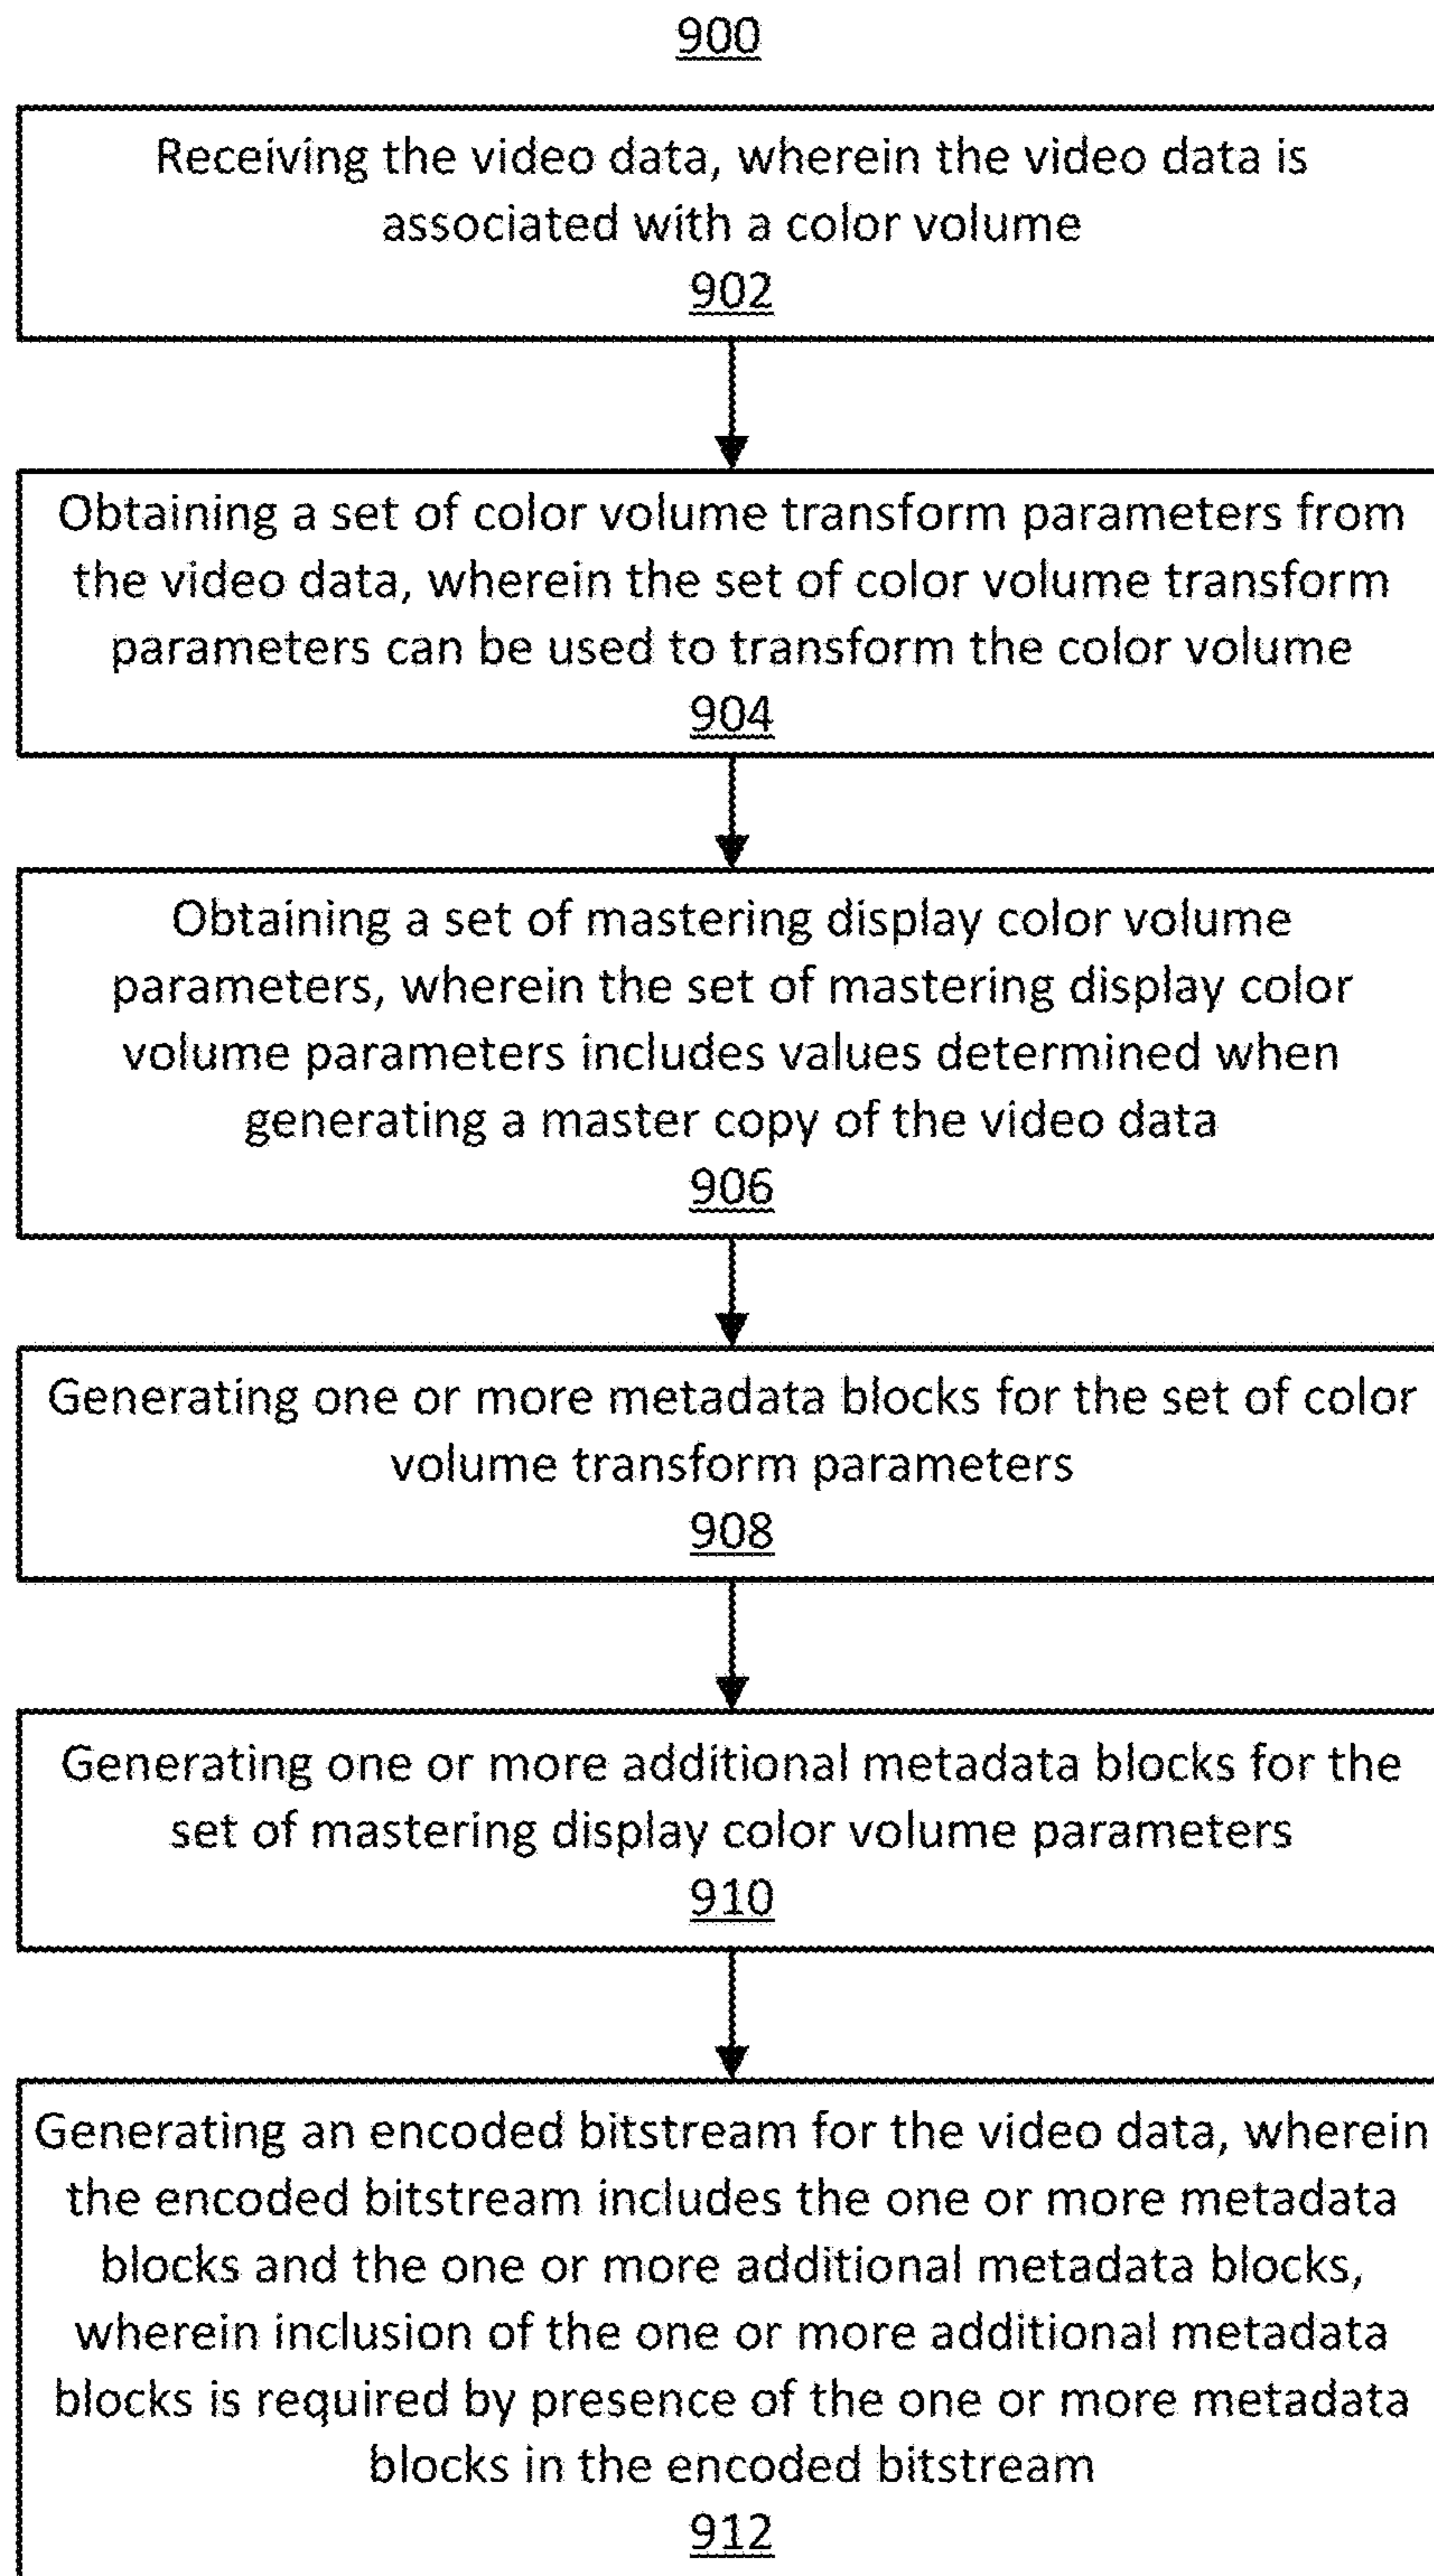 900
Receiving the video data, wherein the video data is
associated with a color volume
902
Obtaining a set of color volume transform parameters from
the video data, wherein the set of color volume transform
parameters can be used to transform the color volume
904
Obtaining a set of mastering display color volume
parameters, wherein the set of mastering display color
volume parameters includes values determined when
generating a master copy of the video data
906
Generating one or more metadata blocks for the set of color
volume transform parameters
908
Generating one or more additional metadata blocks for the
set of mastering display color volume parameters
910
Generating an encoded bitstream for the video data, wherein
the encoded bitstream includes the one or more metadata
blocks and the one or more additional metadata blocks,
wherein inclusion of the one or more additional metadata
blocks is required by presence of the one or more metadata
blocks in the encoded bitstream
912